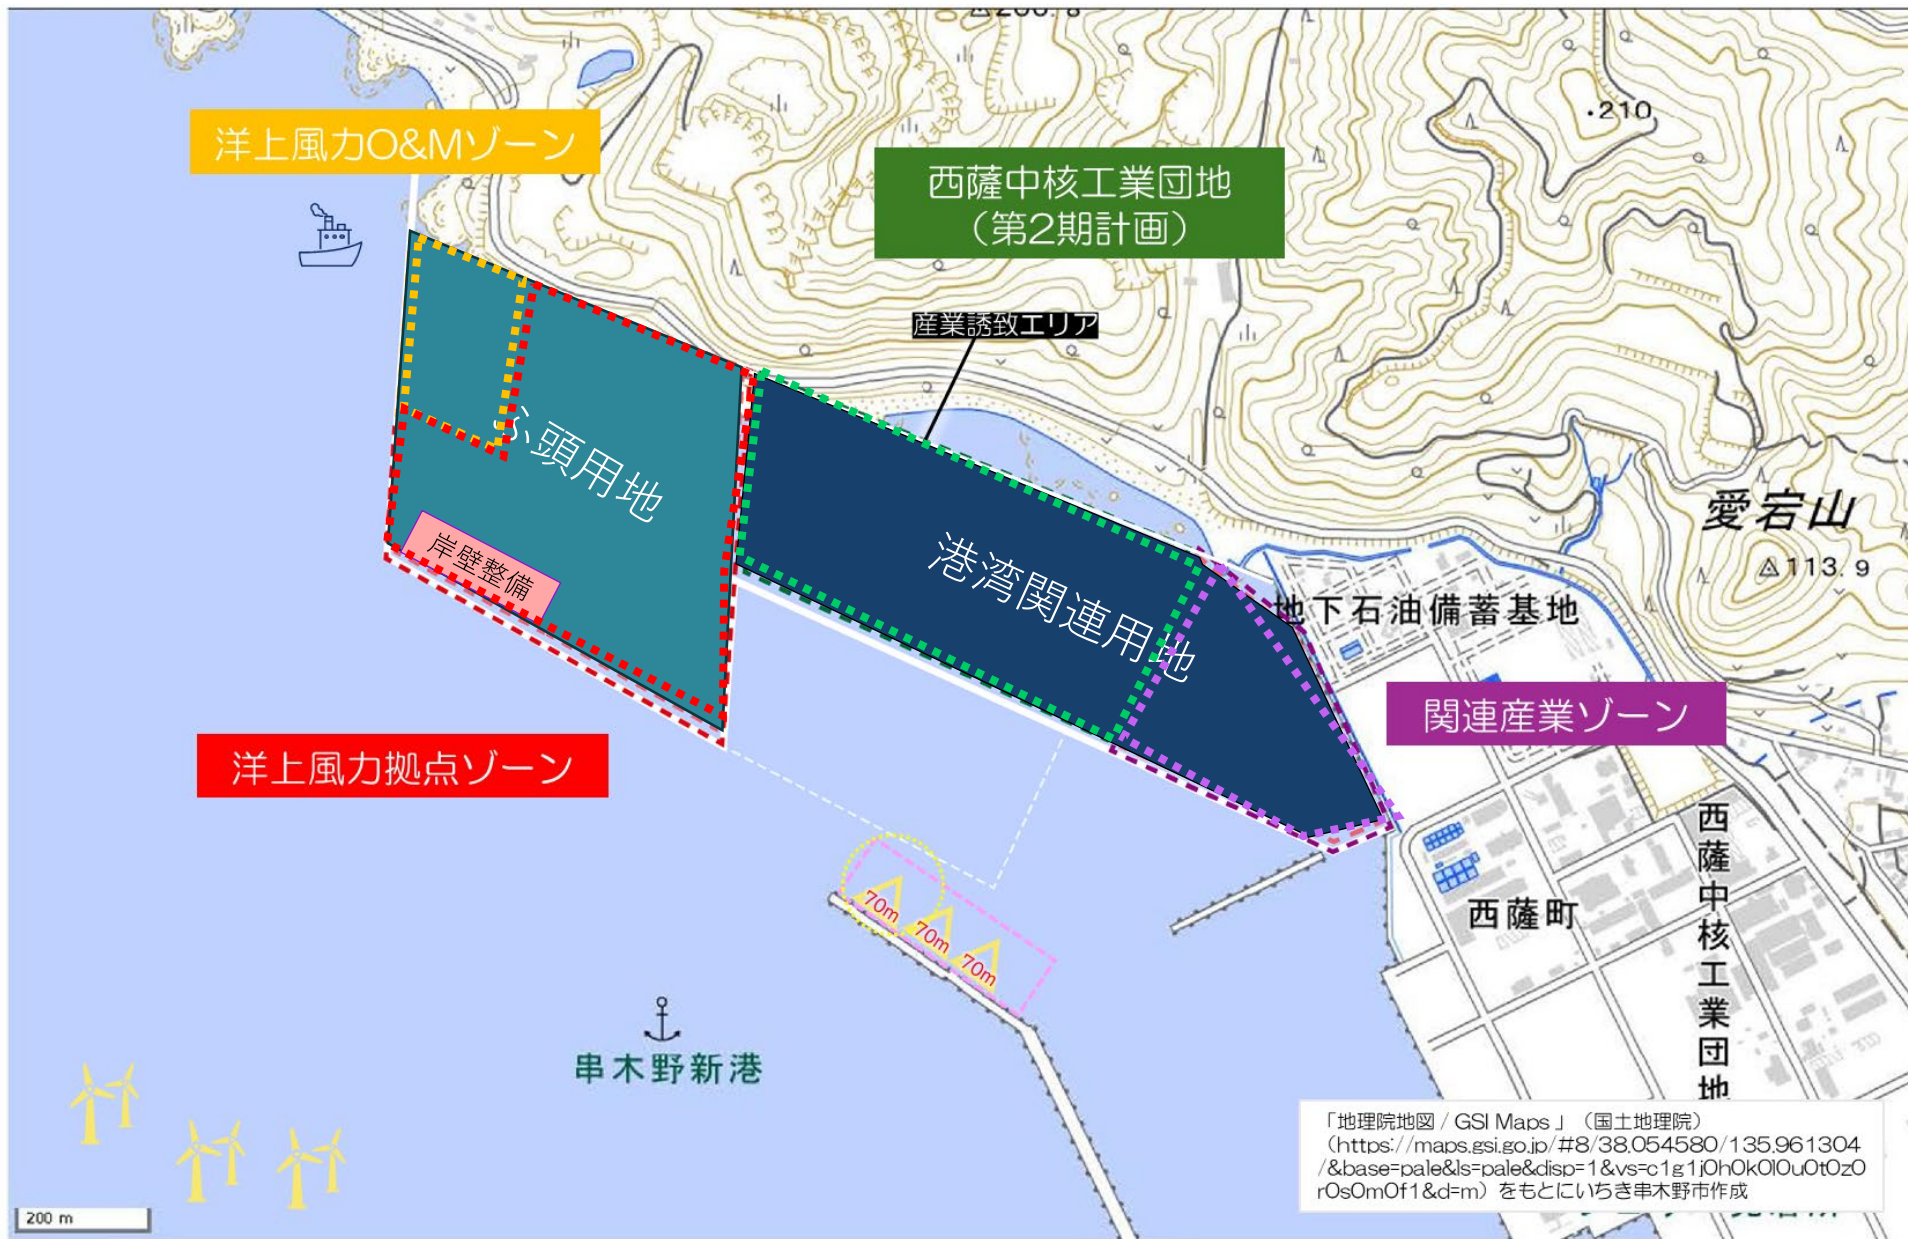 洋上風力O&Mゾーン
・210
西薩中核工業団地
（第2期計画）
産業誘致エリア
ふ頭用地
愛宕山
岸壁整備
港湾関連用地
113.9
地下石油備蓄基地
関連産業ゾーン
洋上風力拠点ゾーン
西薩中核工業団地
70m
70m
70m
西薩町
串木野新港
「地理院地図 / GSI Maps 」（国土地理院）
（https://maps.gsi.go.jp/#8/38.054580/135.961304
/&base=pale&ls=pale&disp=1&vs=c1g1j0h0k0l0u0t0z0
r0s0m0f1&d=m）をもとにいちき串木野市作成
200 m